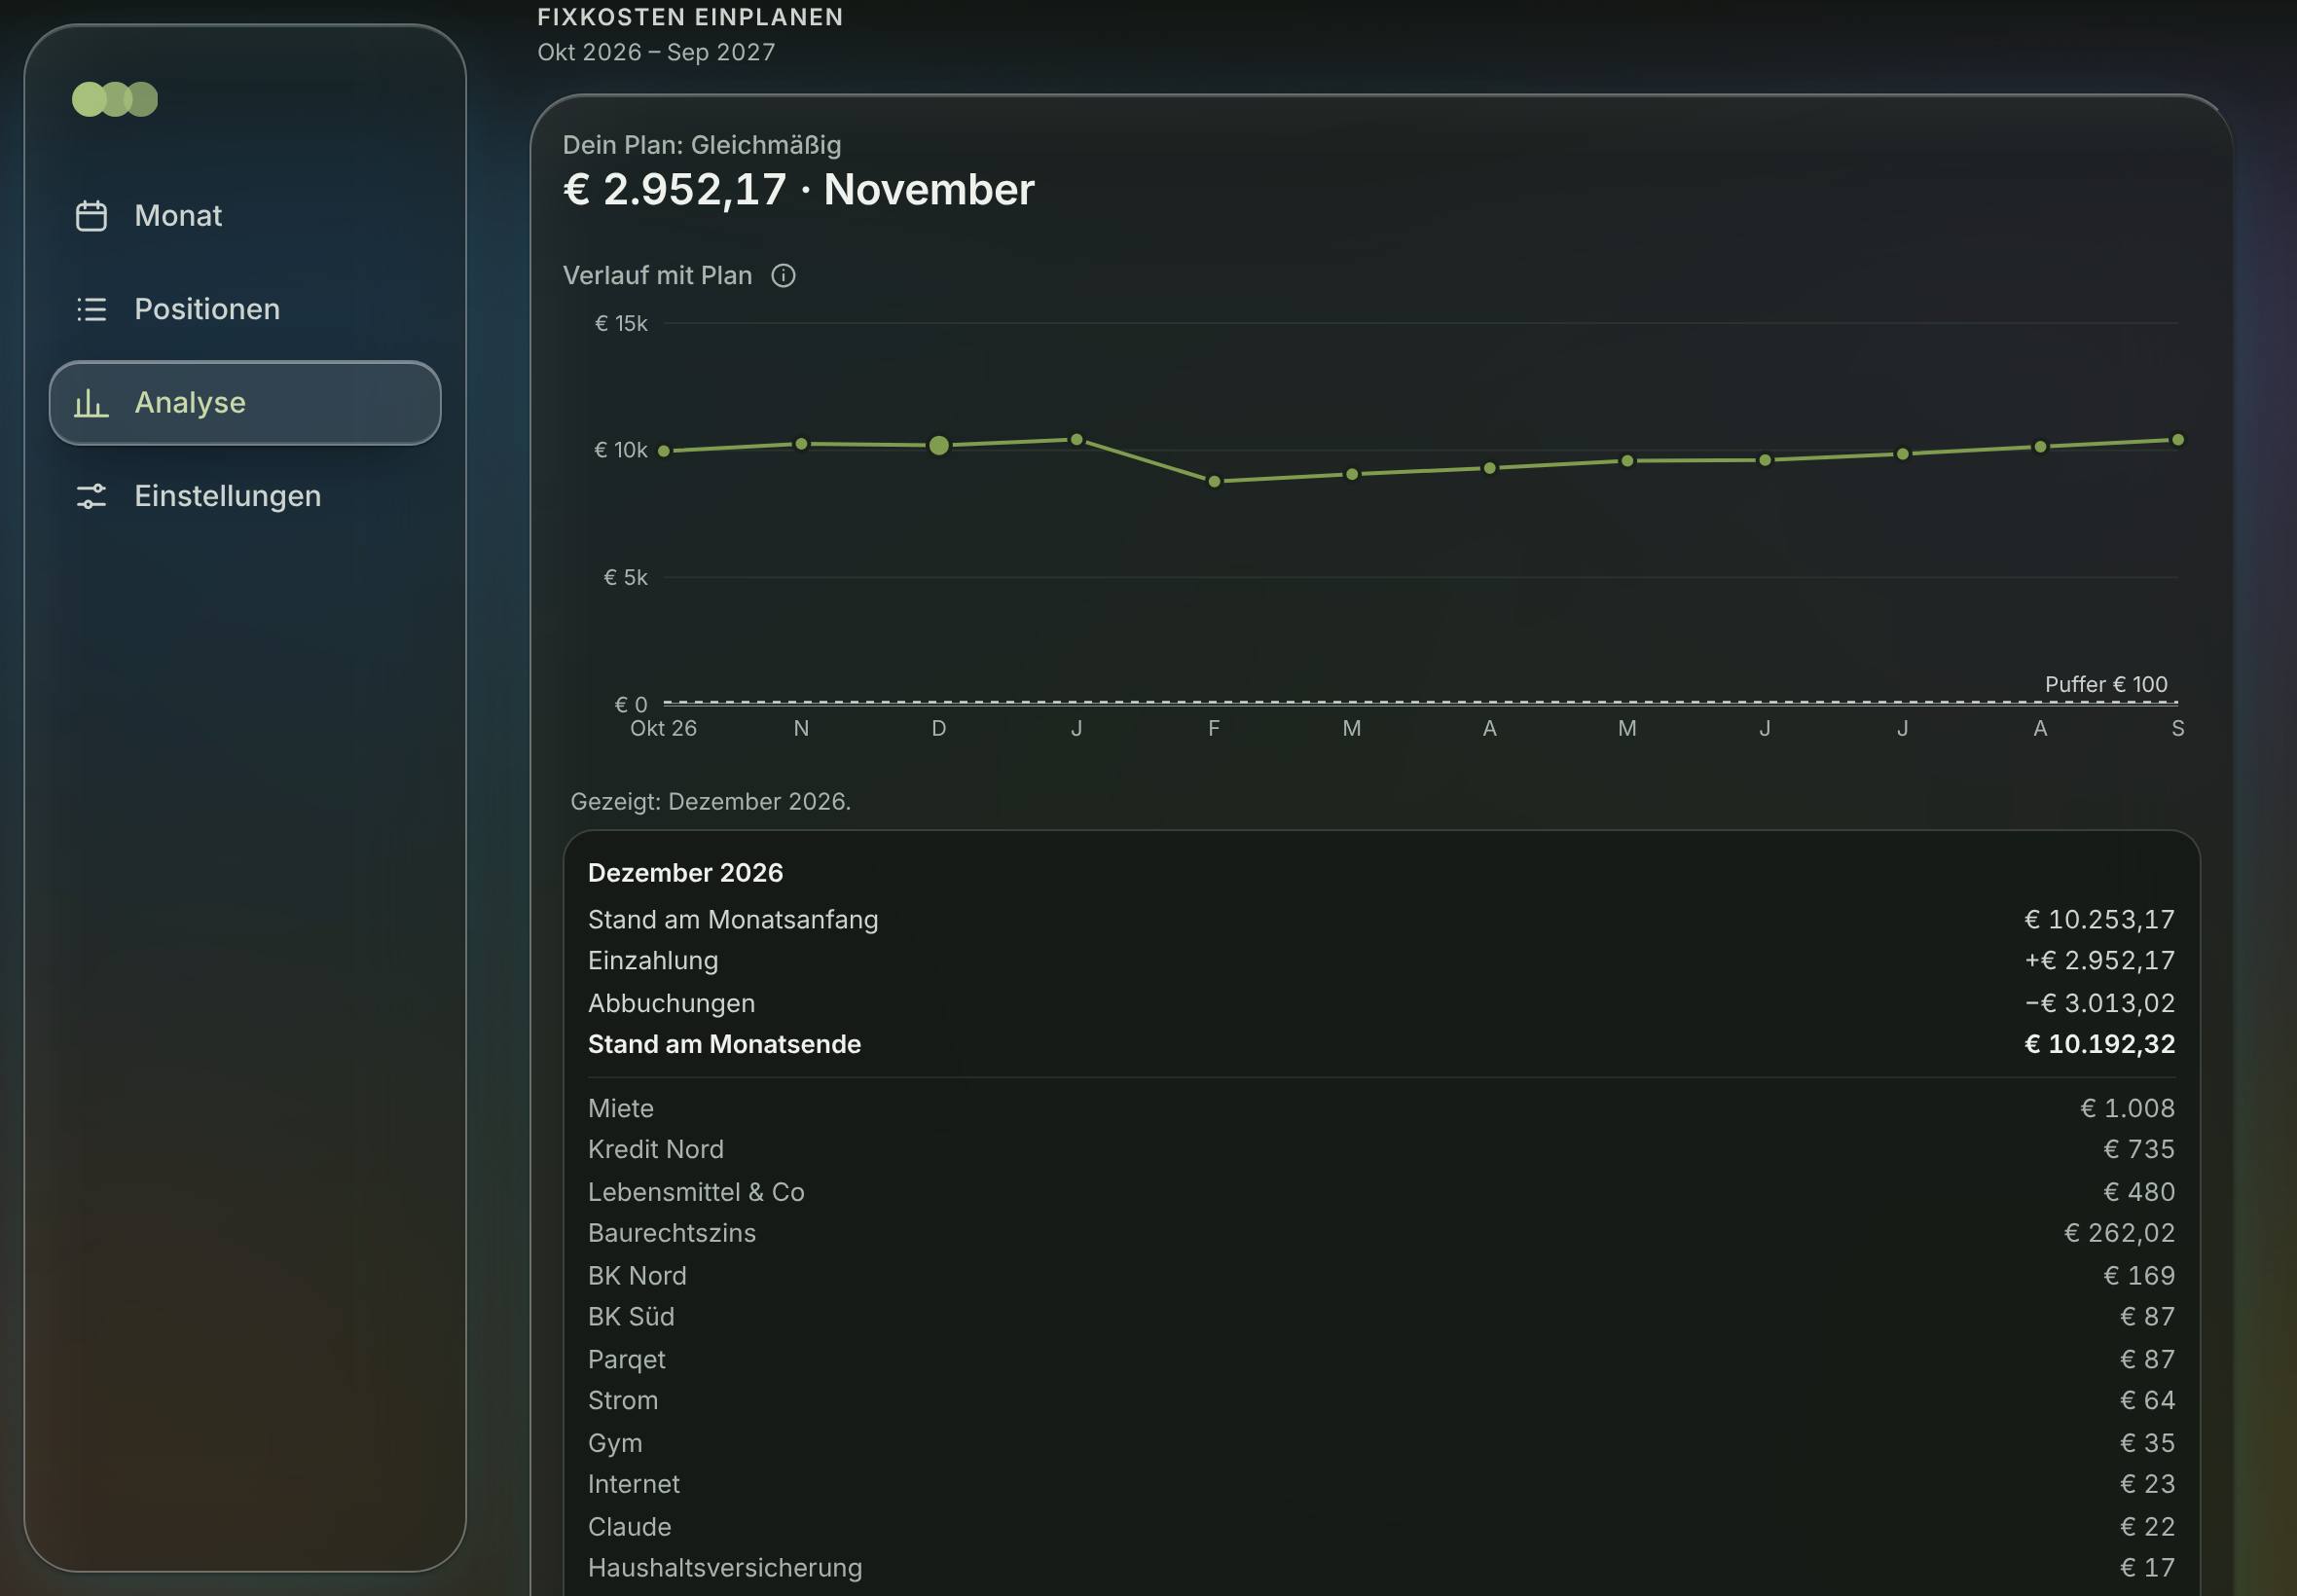 FIXKOSTEN EINPLANEN
Okt 2026 – Sep 2027
Monat
Positionen
Analyse
Einstellungen
Dein Plan: Gleichmäßig
€ 2.952,17 · November
Verlauf mit Plan
€ 15k
€ 10k
€ 5k
Puffer € 100
€ 0
Okt 26 N D J F M A M J J A S
Gezeigt: Dezember 2026.
Dezember 2026
Stand am Monatsanfang € 10.253,17
Einzahlung +€ 2.952,17
Abbuchungen −€ 3.013,02
Stand am Monatsende € 10.192,32
Miete € 1.008
Kredit Nord € 735
Lebensmittel & Co € 480
Baurechtszins € 262,02
BK Nord € 169
BK Süd € 87
Parqet € 87
Strom € 64
Gym € 35
Internet € 23
Claude € 22
Haushaltsversicherung € 17